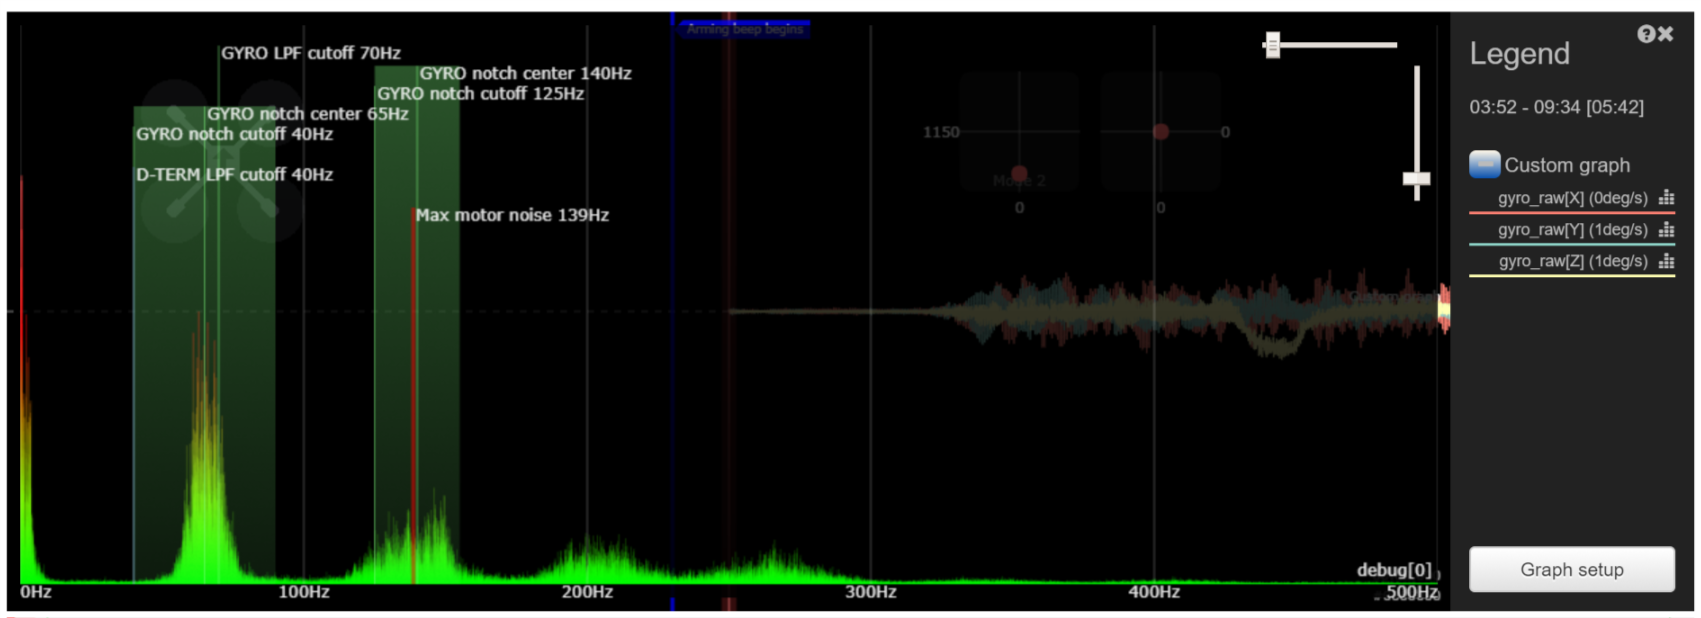 Arming beep begins
GYRO LPF cutoff 70Hz
GYRO notch center 140Hz
GYRO notch cutoff 125Hz
GYRO notch center 65Hz
GYRO notch cutoff 40Hz
D-TERM LPF cutoff 40Hz
Max motor noise 139Hz
1150
0
Mode 2
0
0
debug[0]
0Hz
100Hz
200Hz
300Hz
400Hz
500Hz
Legend
03:52 - 09:34 [05:42]
Custom graph
gyro_raw[X] (0deg/s)
gyro_raw[Y] (1deg/s)
gyro_raw[Z] (1deg/s)
Graph setup